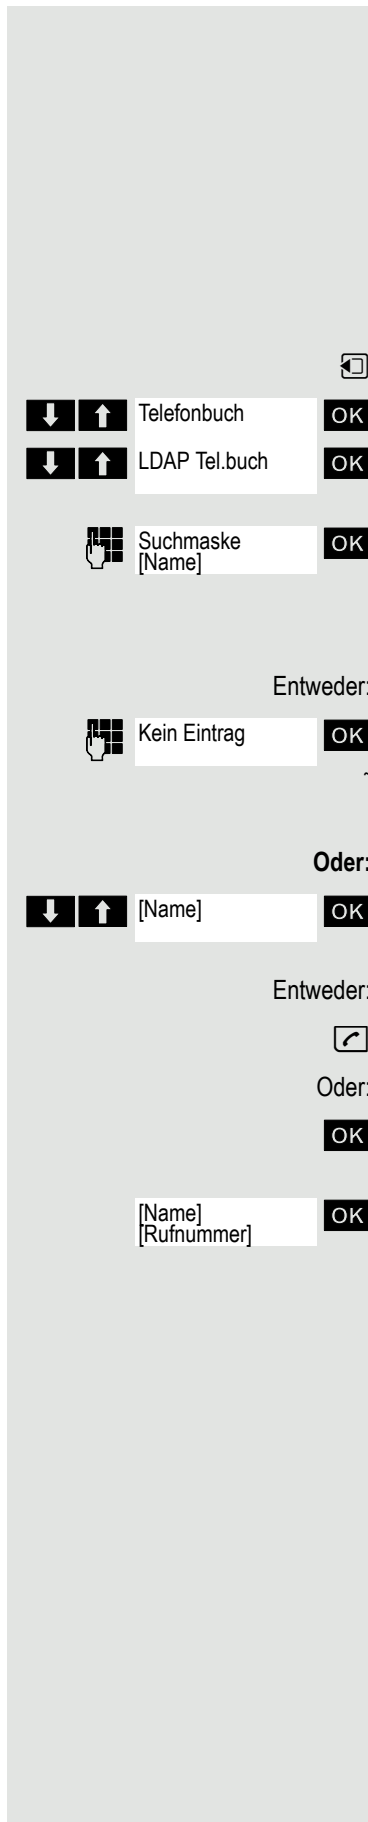 Telefonbuch OK
LDAP Tel.buch OK
Suchmaske OK
[Name]
Entweder:
Kein Eintrag OK
Oder:
[Name] OK
Entweder:
Oder:
OK
[Name] OK
[Rufnummer]